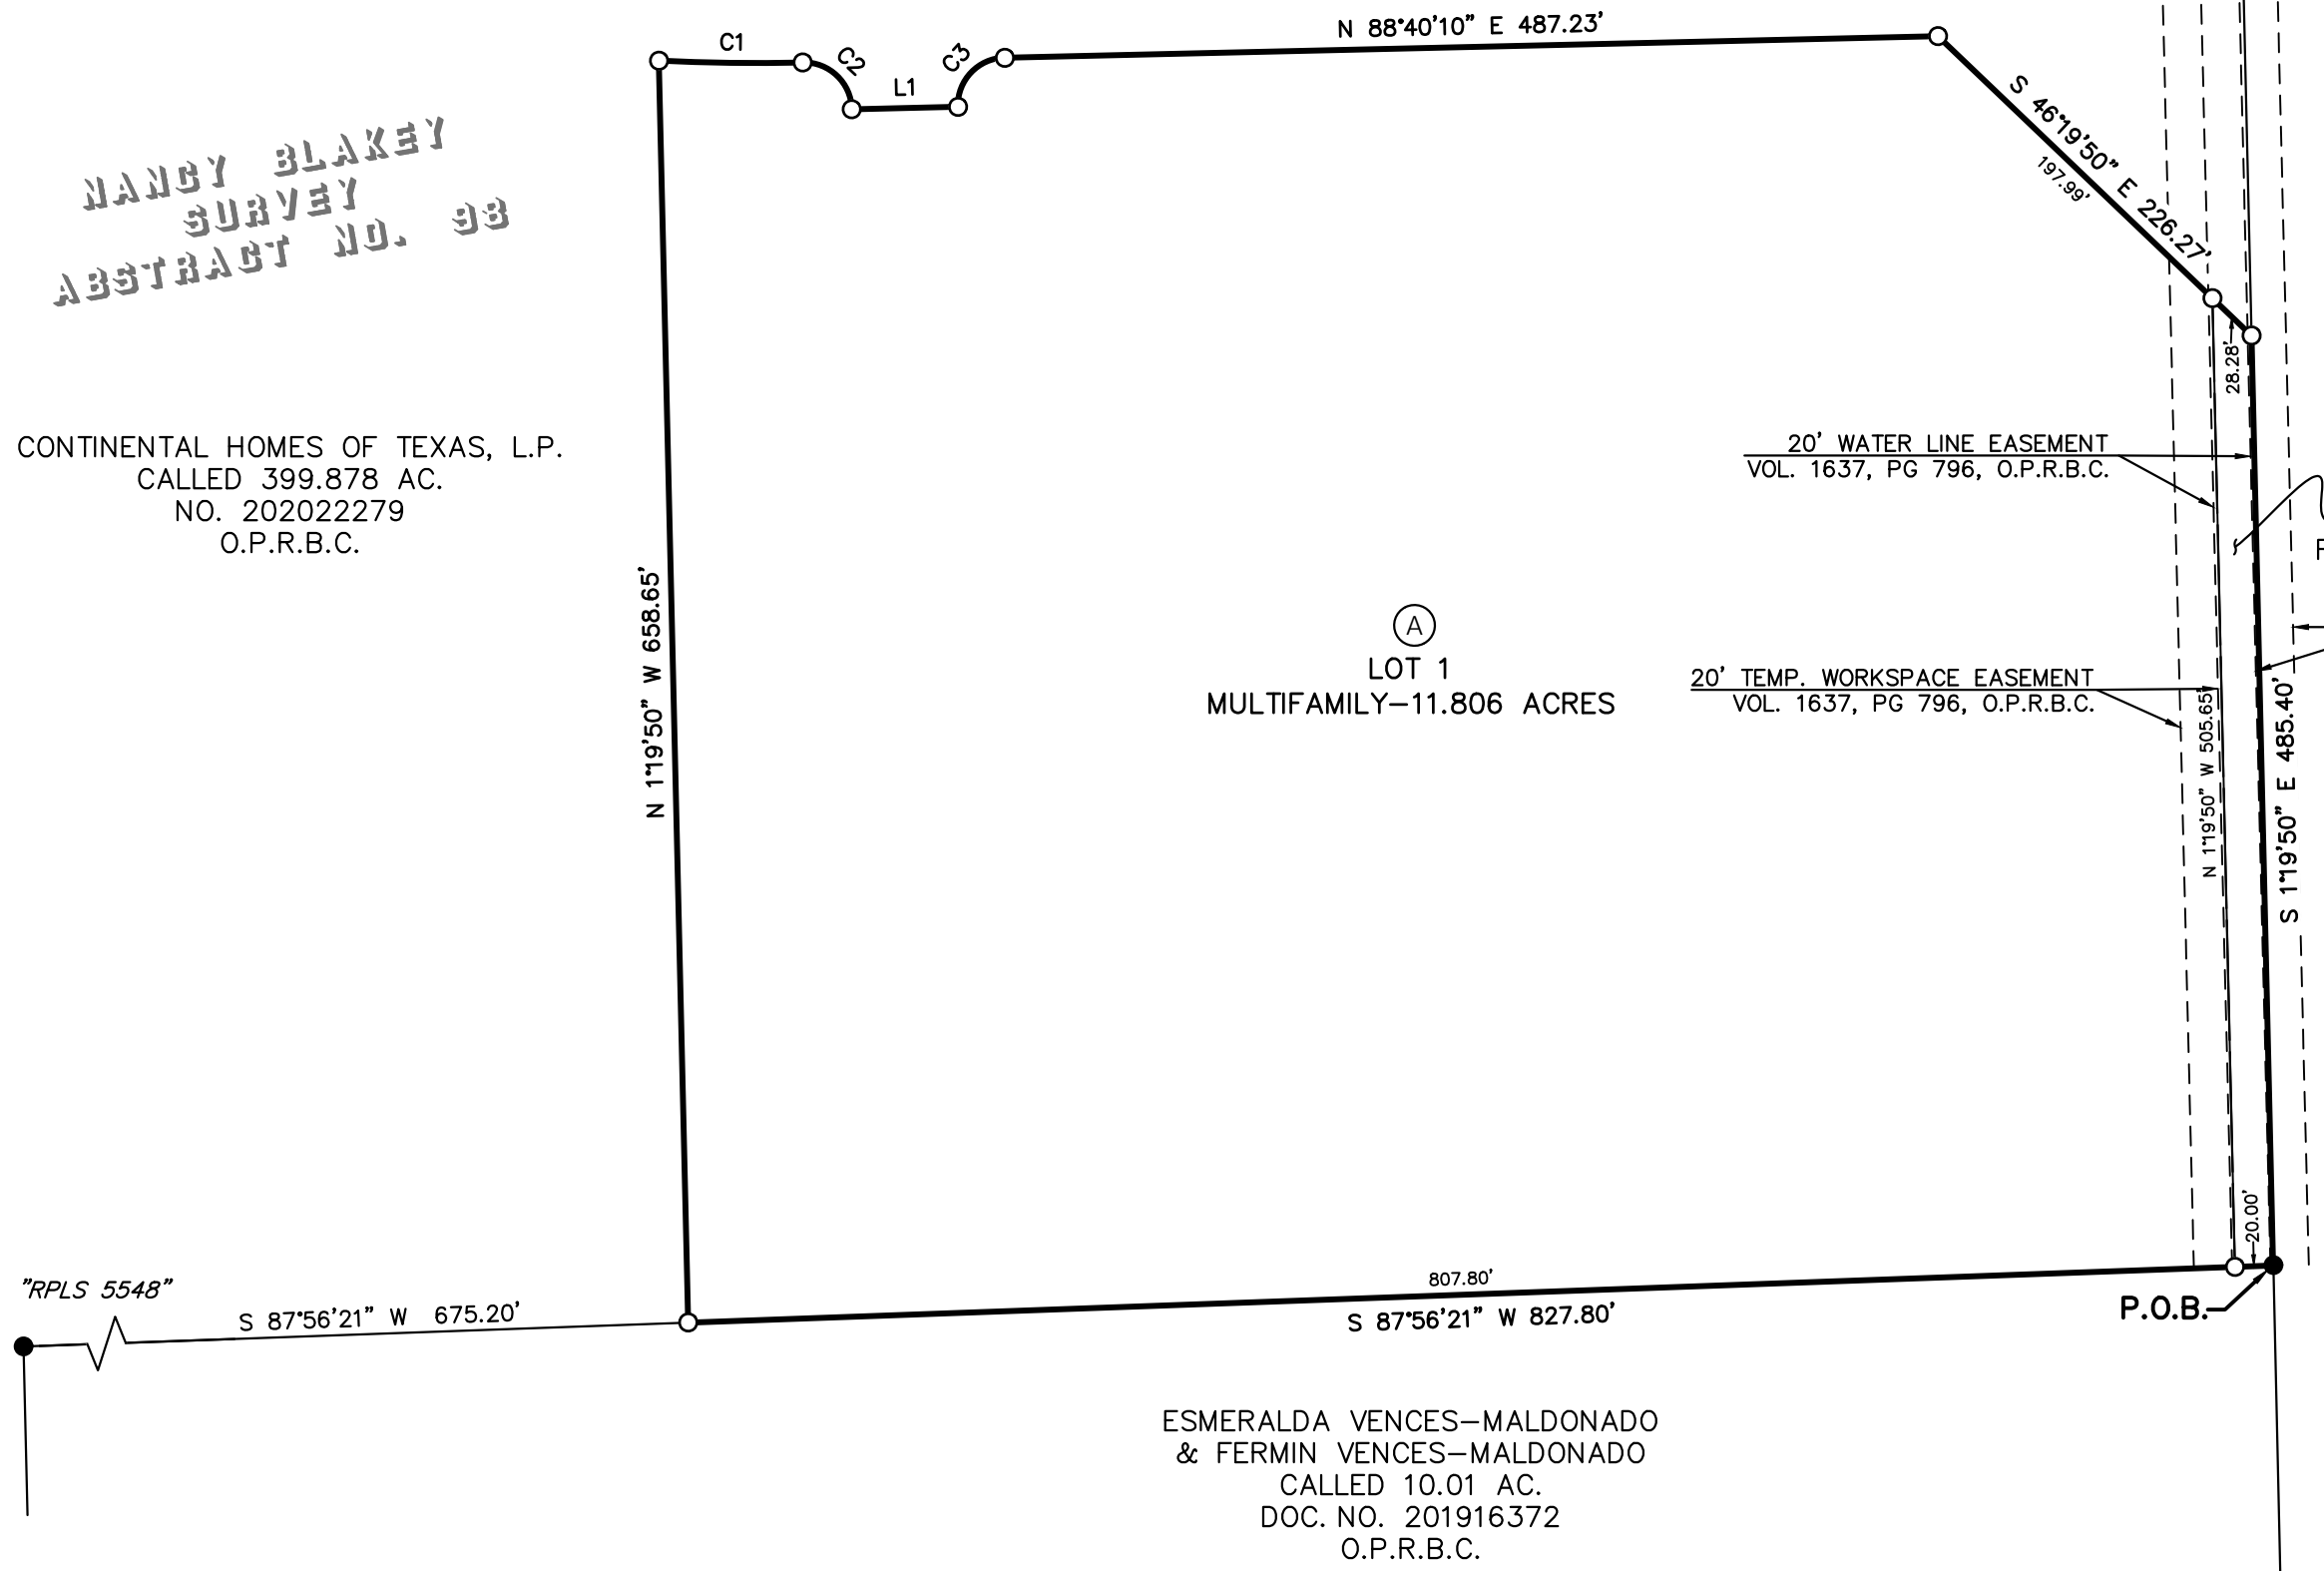 N 88°40'10" E 487.23'
C1
C2
L1
C3
S 46°19'50" E 226.27'
197.99'
NANCY BLAKEY
SURVEY
ABSTRACT NO. 98
28.28'
CONTINENTAL HOMES OF TEXAS, L.P.
CALLED 399.878 AC.
NO. 202022279
O.P.R.B.C.
20' WATER LINE EASEMENT
VOL. 1637, PG 796, O.P.R.B.C.
N 1°19'50" W 658.65'
A
LOT 1
MULTIFAMILY-11.806 ACRES
20' TEMP. WORKSPACE EASEMENT
VOL. 1637, PG 796, O.P.R.B.C.
N 1°19'50" W 505.65'
S 1°19'50" E 485.40'
20.00'
807.80'
S 87°56'21" W 827.80'
P.O.B.
"RPLS 5548"
S 87°56'21" W 675.20'
ESMERALDA VENCES-MALDONADO
& FERMIN VENCES-MALDONADO
CALLED 10.01 AC.
DOC. NO. 201916372
O.P.R.B.C.